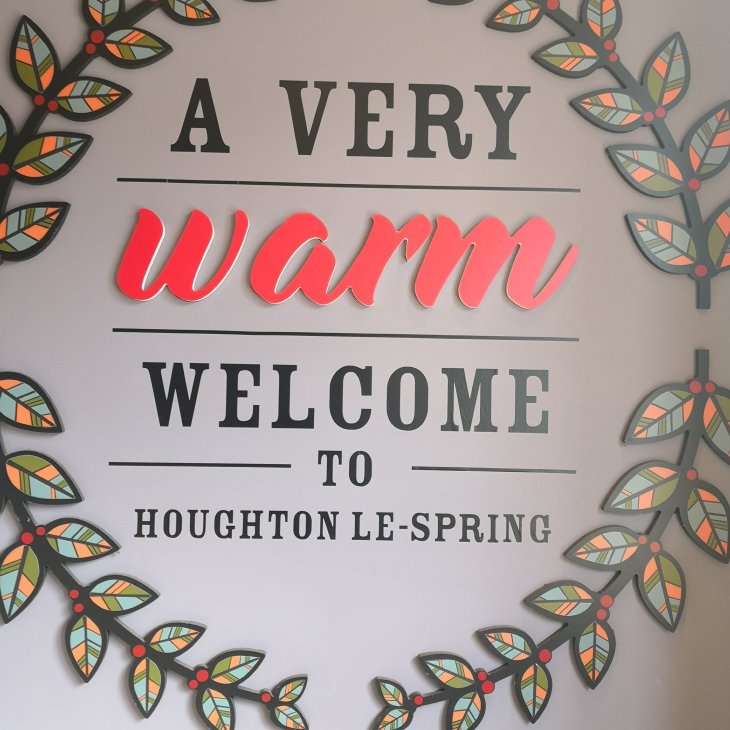 A VERY
warm
WELCOME
TO
HOUGHTON LE-SPRING